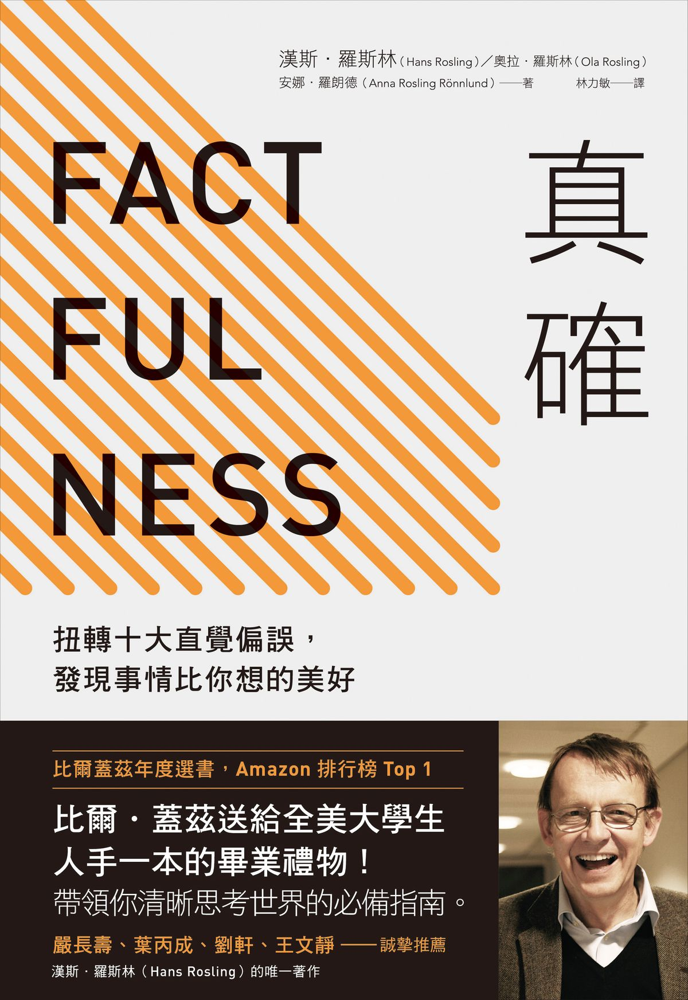 漢斯．羅斯林（Hans Rosling）／奧拉．羅斯林（Ola Rosling）
安娜．羅朗德（Anna Rosling Rönnlund）——著　林力敏——譯
真確
FACT
FUL
NESS
扭轉十大直覺偏誤，
發現事情比你想的美好
比爾蓋茲年度選書，Amazon 排行榜 Top 1
比爾．蓋茲送給全美大學生
人手一本的畢業禮物！
帶領你清晰思考世界的必備指南。
嚴長壽、葉丙成、劉軒、王文靜——誠摯推薦
漢斯．羅斯林（Hans Rosling）的唯一著作